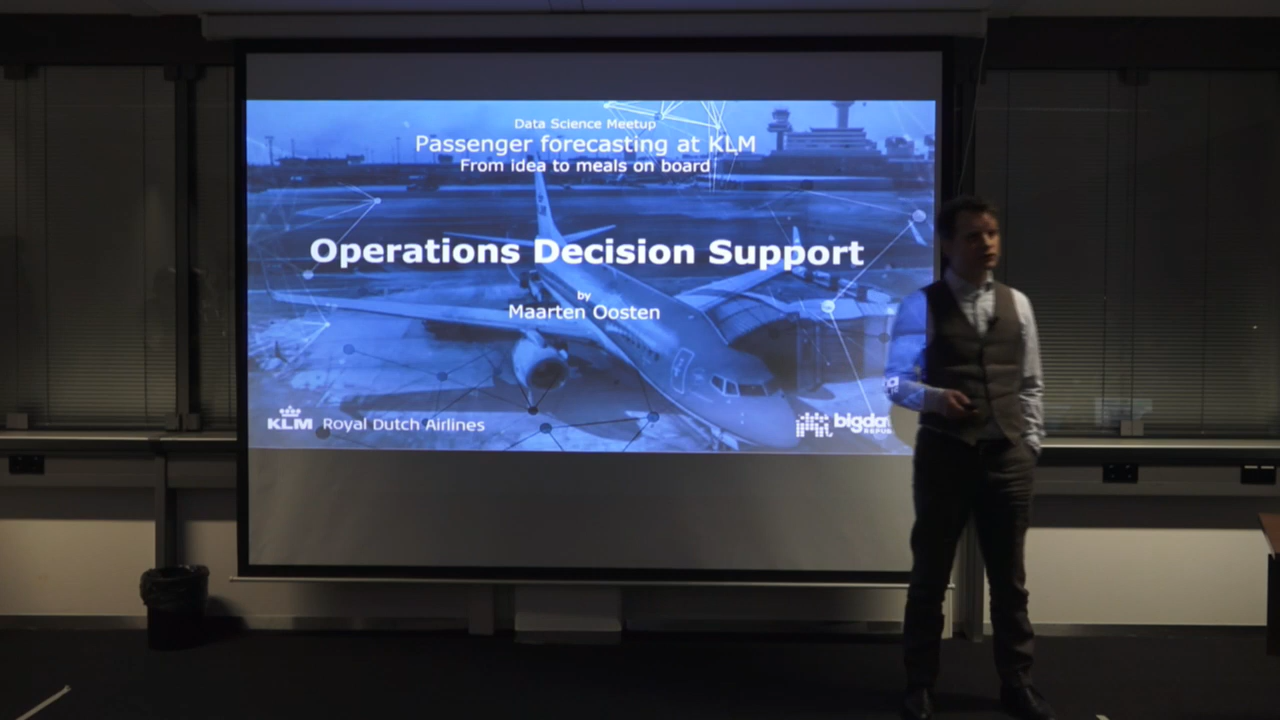 Data Science Meetup
Passenger forecasting at KLM
From idea to meals on board
Operations Decision Support
by
Maarten Oosten
KLM Royal Dutch Airlines